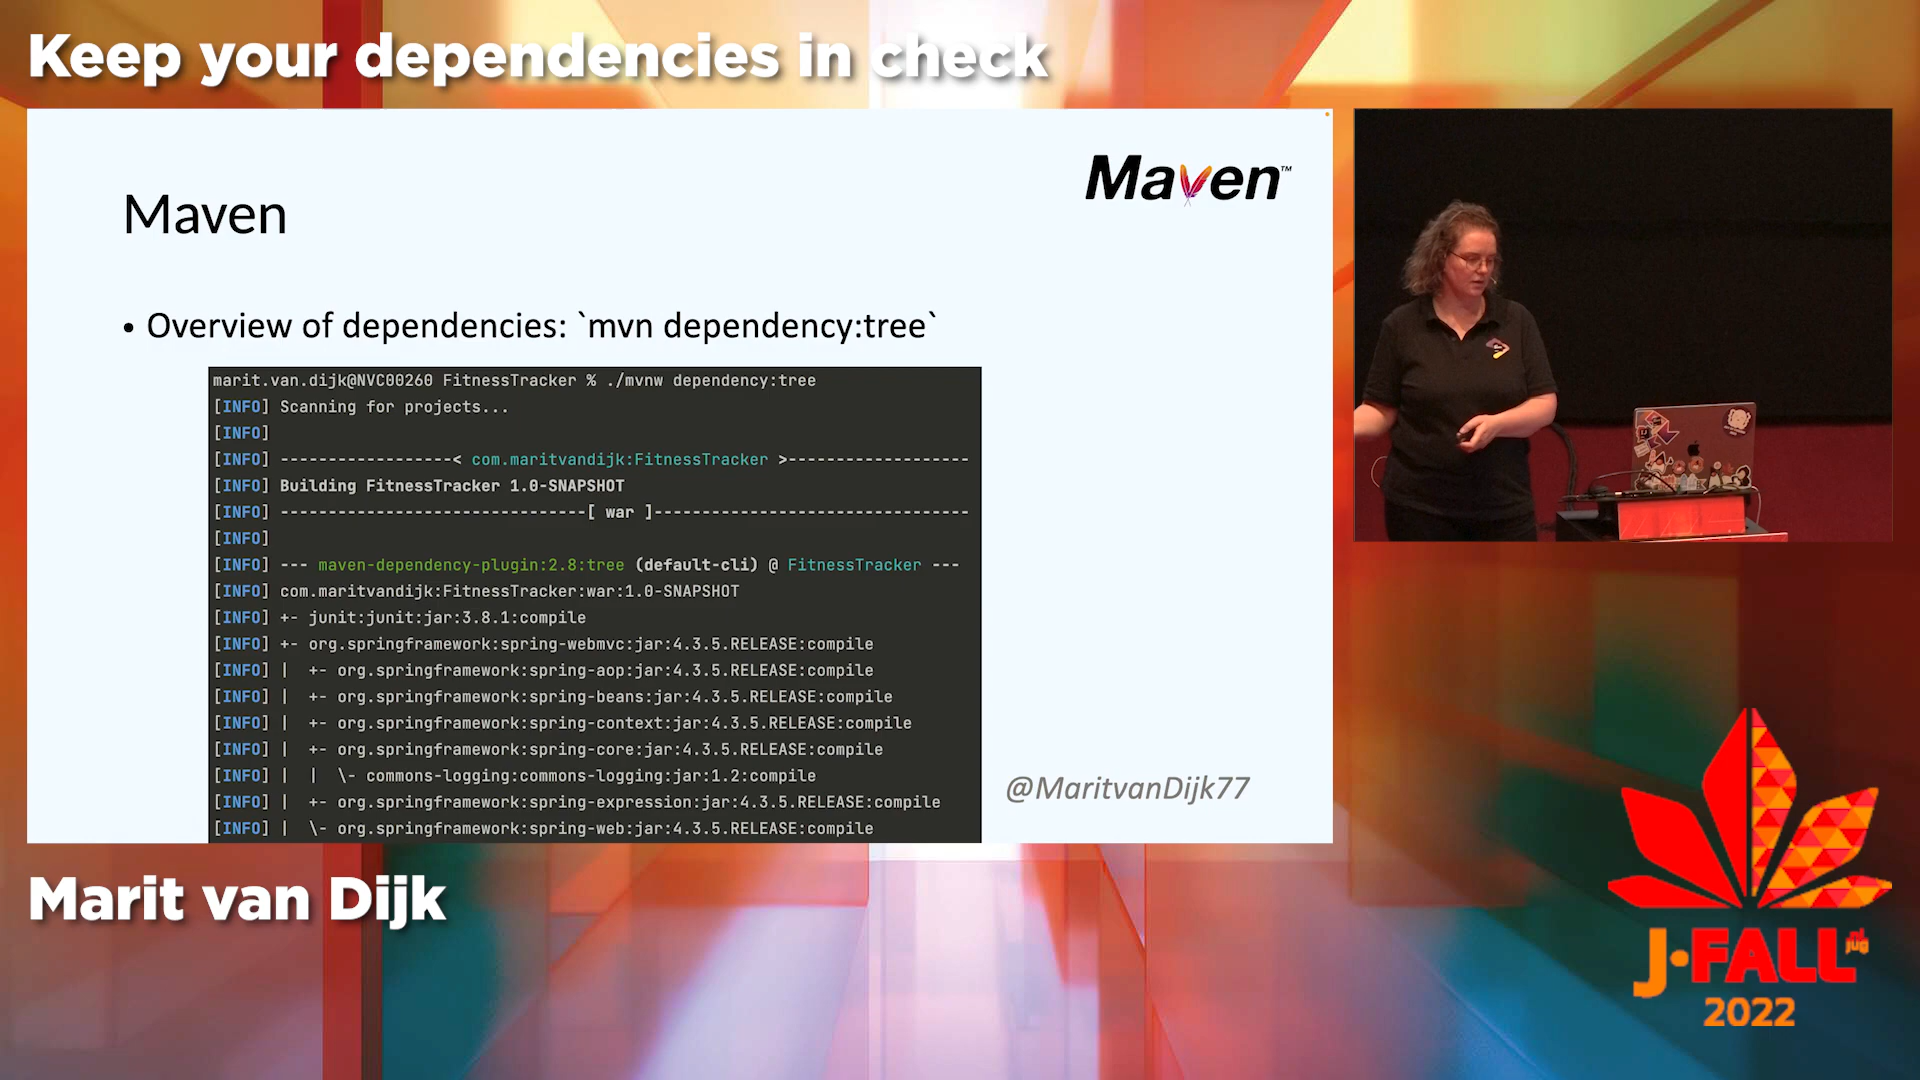 Keep your dependencies in check
Maven™
Maven
• Overview of dependencies: `mvn dependency:tree`
marit.van.dijk@NVC00260 FitnessTracker % ./mvnw dependency:tree
[INFO] Scanning for projects...
[INFO]
[INFO] ------------------< com.maritvandijk:FitnessTracker >-------------------
[INFO] Building FitnessTracker 1.0-SNAPSHOT
[INFO] --------------------------------[ war ]---------------------------------
[INFO]
[INFO] --- maven-dependency-plugin:2.8:tree (default-cli) @ FitnessTracker ---
[INFO] com.maritvandijk:FitnessTracker:war:1.0-SNAPSHOT
[INFO] +- junit:junit:jar:3.8.1:compile
[INFO] +- org.springframework:spring-webmvc:jar:4.3.5.RELEASE:compile
[INFO] |  +- org.springframework:spring-aop:jar:4.3.5.RELEASE:compile
[INFO] |  +- org.springframework:spring-beans:jar:4.3.5.RELEASE:compile
[INFO] |  +- org.springframework:spring-context:jar:4.3.5.RELEASE:compile
[INFO] |  +- org.springframework:spring-core:jar:4.3.5.RELEASE:compile
[INFO] |  |  \- commons-logging:commons-logging:jar:1.2:compile
[INFO] |  +- org.springframework:spring-expression:jar:4.3.5.RELEASE:compile
[INFO] |  \- org.springframework:spring-web:jar:4.3.5.RELEASE:compile
@MaritvanDijk77
Marit van Dijk
J•FALL
nl
jug
2022